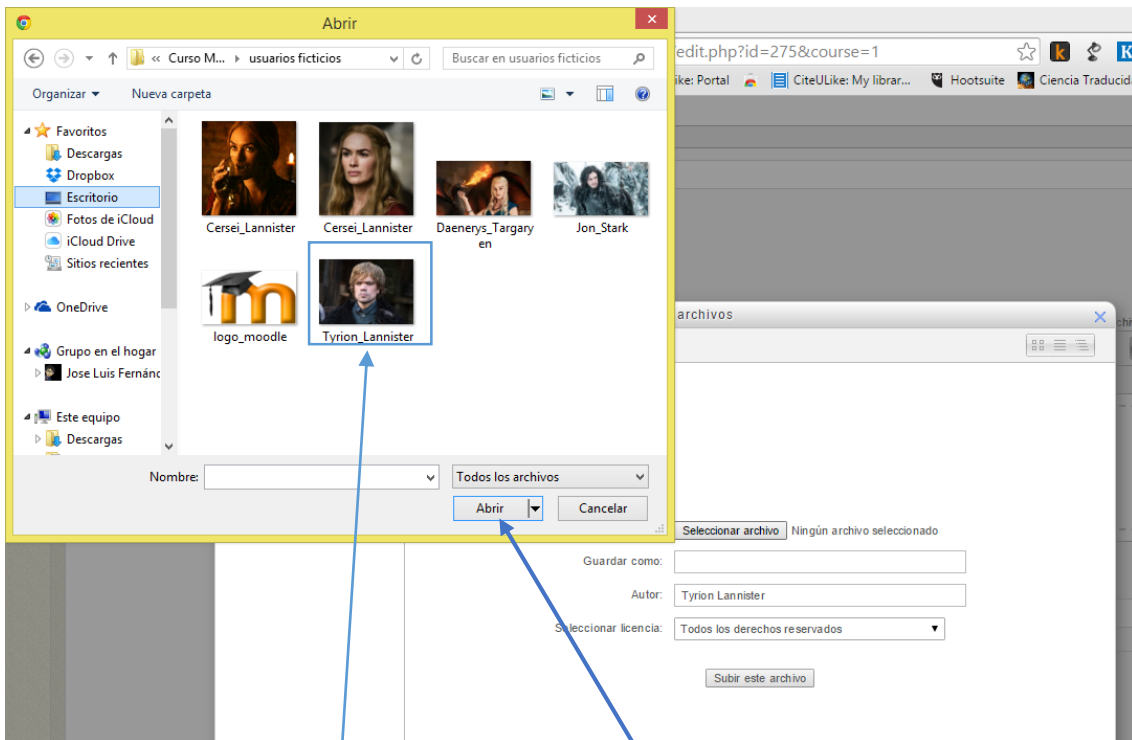 Abrir
« Curso M... usuarios ficticios
Buscar en usuarios ficticios
Organizar
Nueva carpeta
Favoritos
Descargas
Dropbox
Escritorio
Fotos de iCloud
iCloud Drive
Sitios recientes
OneDrive
Grupo en el hogar
Jose Luis Fernánc
Este equipo
Descargas
Cersei_Lannister
Cersei_Lannister
Daenerys_Targary
en
Jon_Stark
logo_moodle
Tyrion_Lannister
Nombre:
Todos los archivos
Abrir
Cancelar
edit.php?id=275&course=1
ike: Portal
CiteULike: My librar...
Hootsuite
Ciencia Traducida
archivos
Seleccionar archivo Ningún archivo seleccionado
Guardar como:
Autor: Tyrion Lannister
Seleccionar licencia: Todos los derechos reservados
Subir este archivo